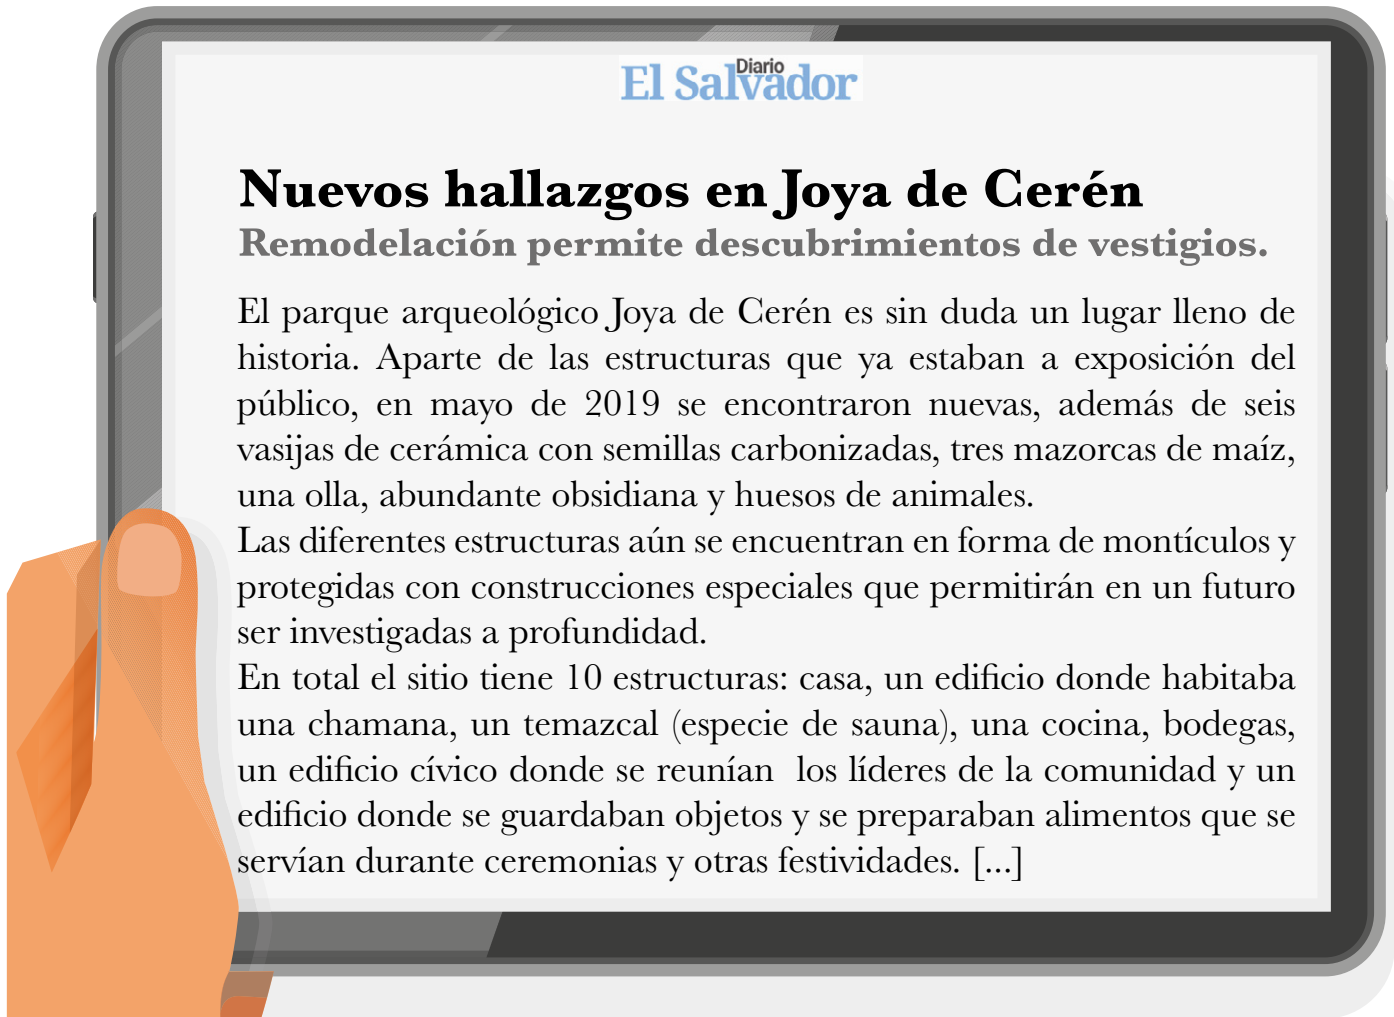 Diario
El Salvador
Nuevos hallazgos en Joya de Cerén
Remodelación permite descubrimientos de vestigios.
El parque arqueológico Joya de Cerén es sin duda un lugar lleno de
historia. Aparte de las estructuras que ya estaban a exposición del
público, en mayo de 2019 se encontraron nuevas, además de seis
vasijas de cerámica con semillas carbonizadas, tres mazorcas de maíz,
una olla, abundante obsidiana y huesos de animales.
Las diferentes estructuras aún se encuentran en forma de montículos y
protegidas con construcciones especiales que permitirán en un futuro
ser investigadas a profundidad.
En total el sitio tiene 10 estructuras: casa, un edificio donde habitaba
una chamana, un temazcal (especie de sauna), una cocina, bodegas,
un edificio cívico donde se reunían los líderes de la comunidad y un
edificio donde se guardaban objetos y se preparaban alimentos que se
servían durante ceremonias y otras festividades. [...]